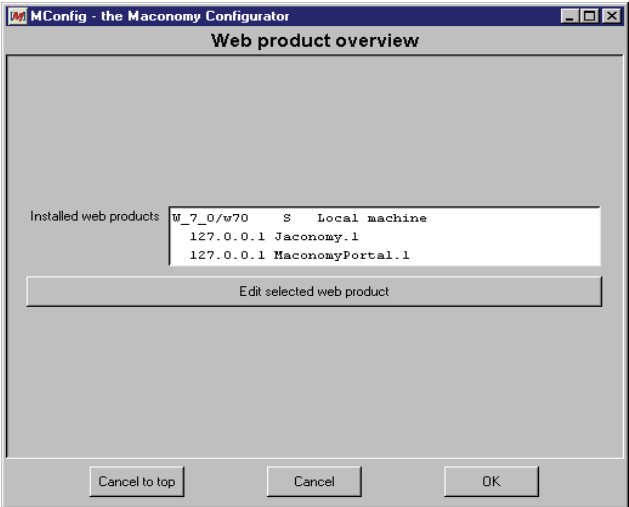 MConfig - the Maconomy Configurator
Web product overview
Installed web products
W_7_0/w70    S   Local machine
127.0.0.1 Jaconomy.1
127.0.0.1 MaconomyPortal.1
Edit selected web product
Cancel to top
Cancel
OK